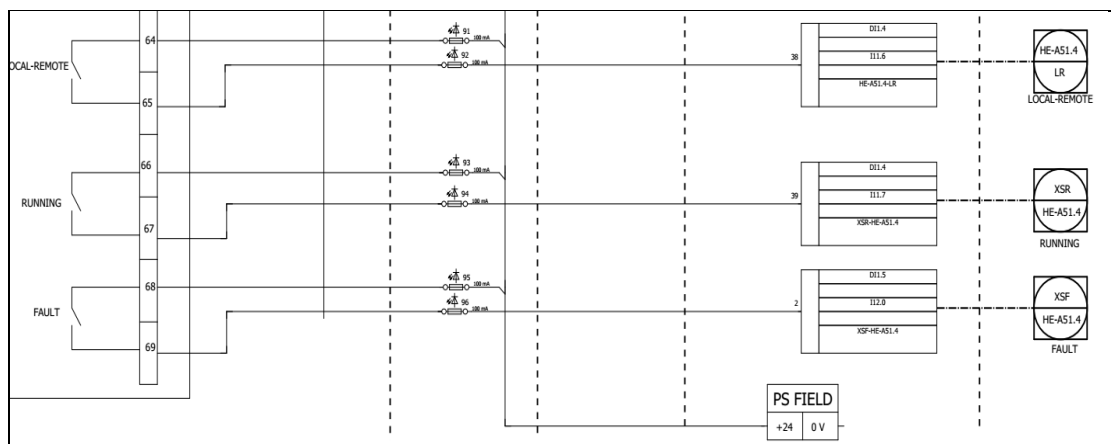 64
91
100 mA
DI1.4
92
100 mA
38
I11.6
HE-A51.4
LOCAL-REMOTE
LR
HE-A51.4-LR
65
LOCAL-REMOTE
66
93
100 mA
DI1.4
94
100 mA
39
I11.7
XSR
RUNNING
HE-A51.4
XSR-HE-A51.4
67
RUNNING
68
95
100 mA
DI1.5
96
100 mA
2
I12.0
XSF
FAULT
HE-A51.4
XSF-HE-A51.4
69
FAULT
PS FIELD
+24 0 V